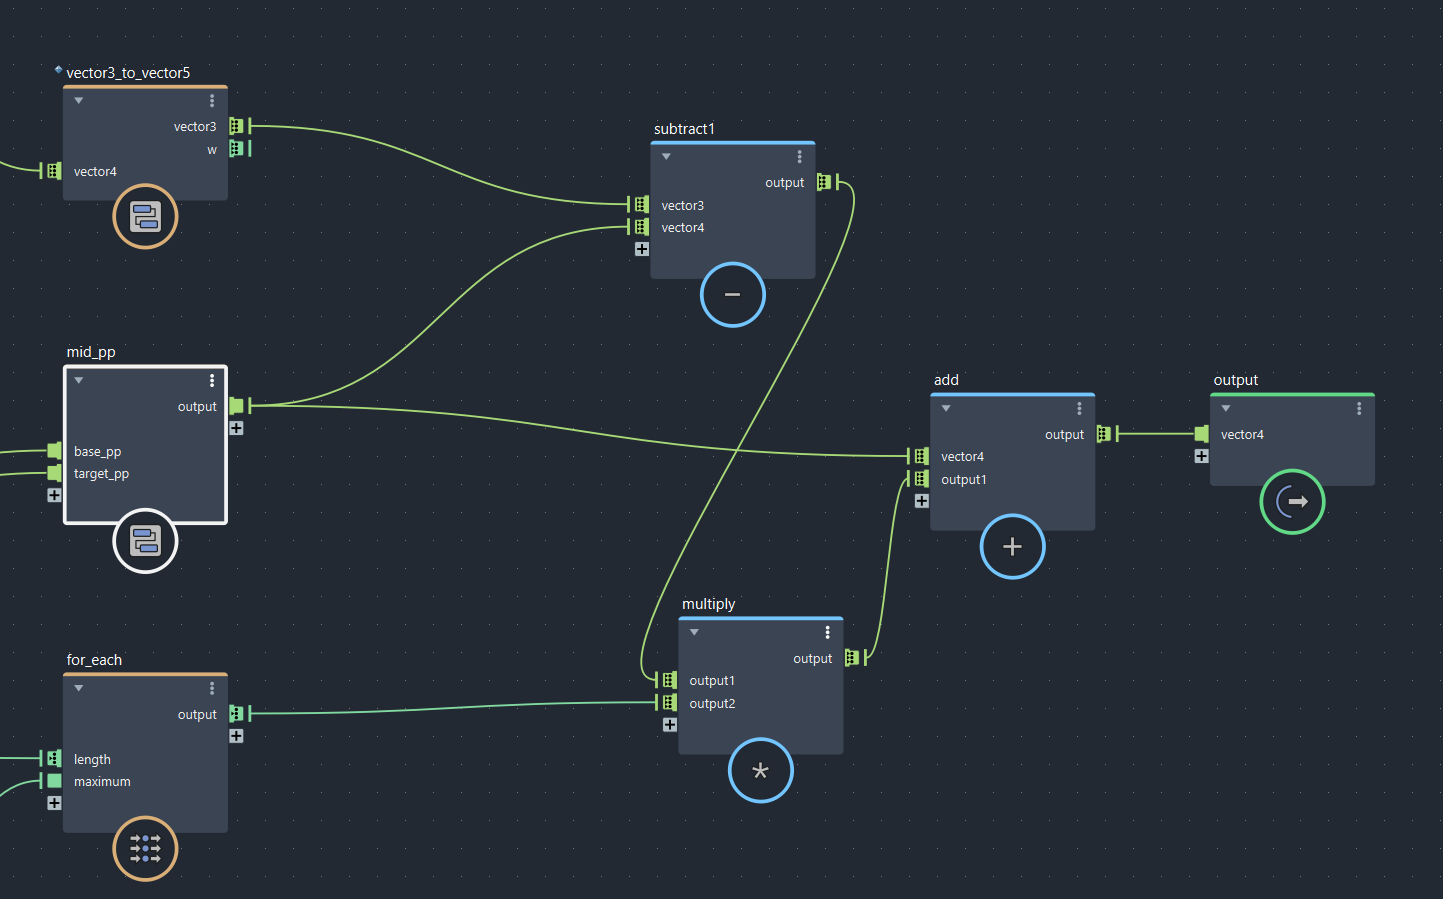 vector3_to_vector5
vector3
w
vector4
subtract1
output
vector3
vector4
mid_pp
output
base_pp
target_pp
add
output
vector4
output1
output
vector4
multiply
output
output1
output2
for_each
output
length
maximum